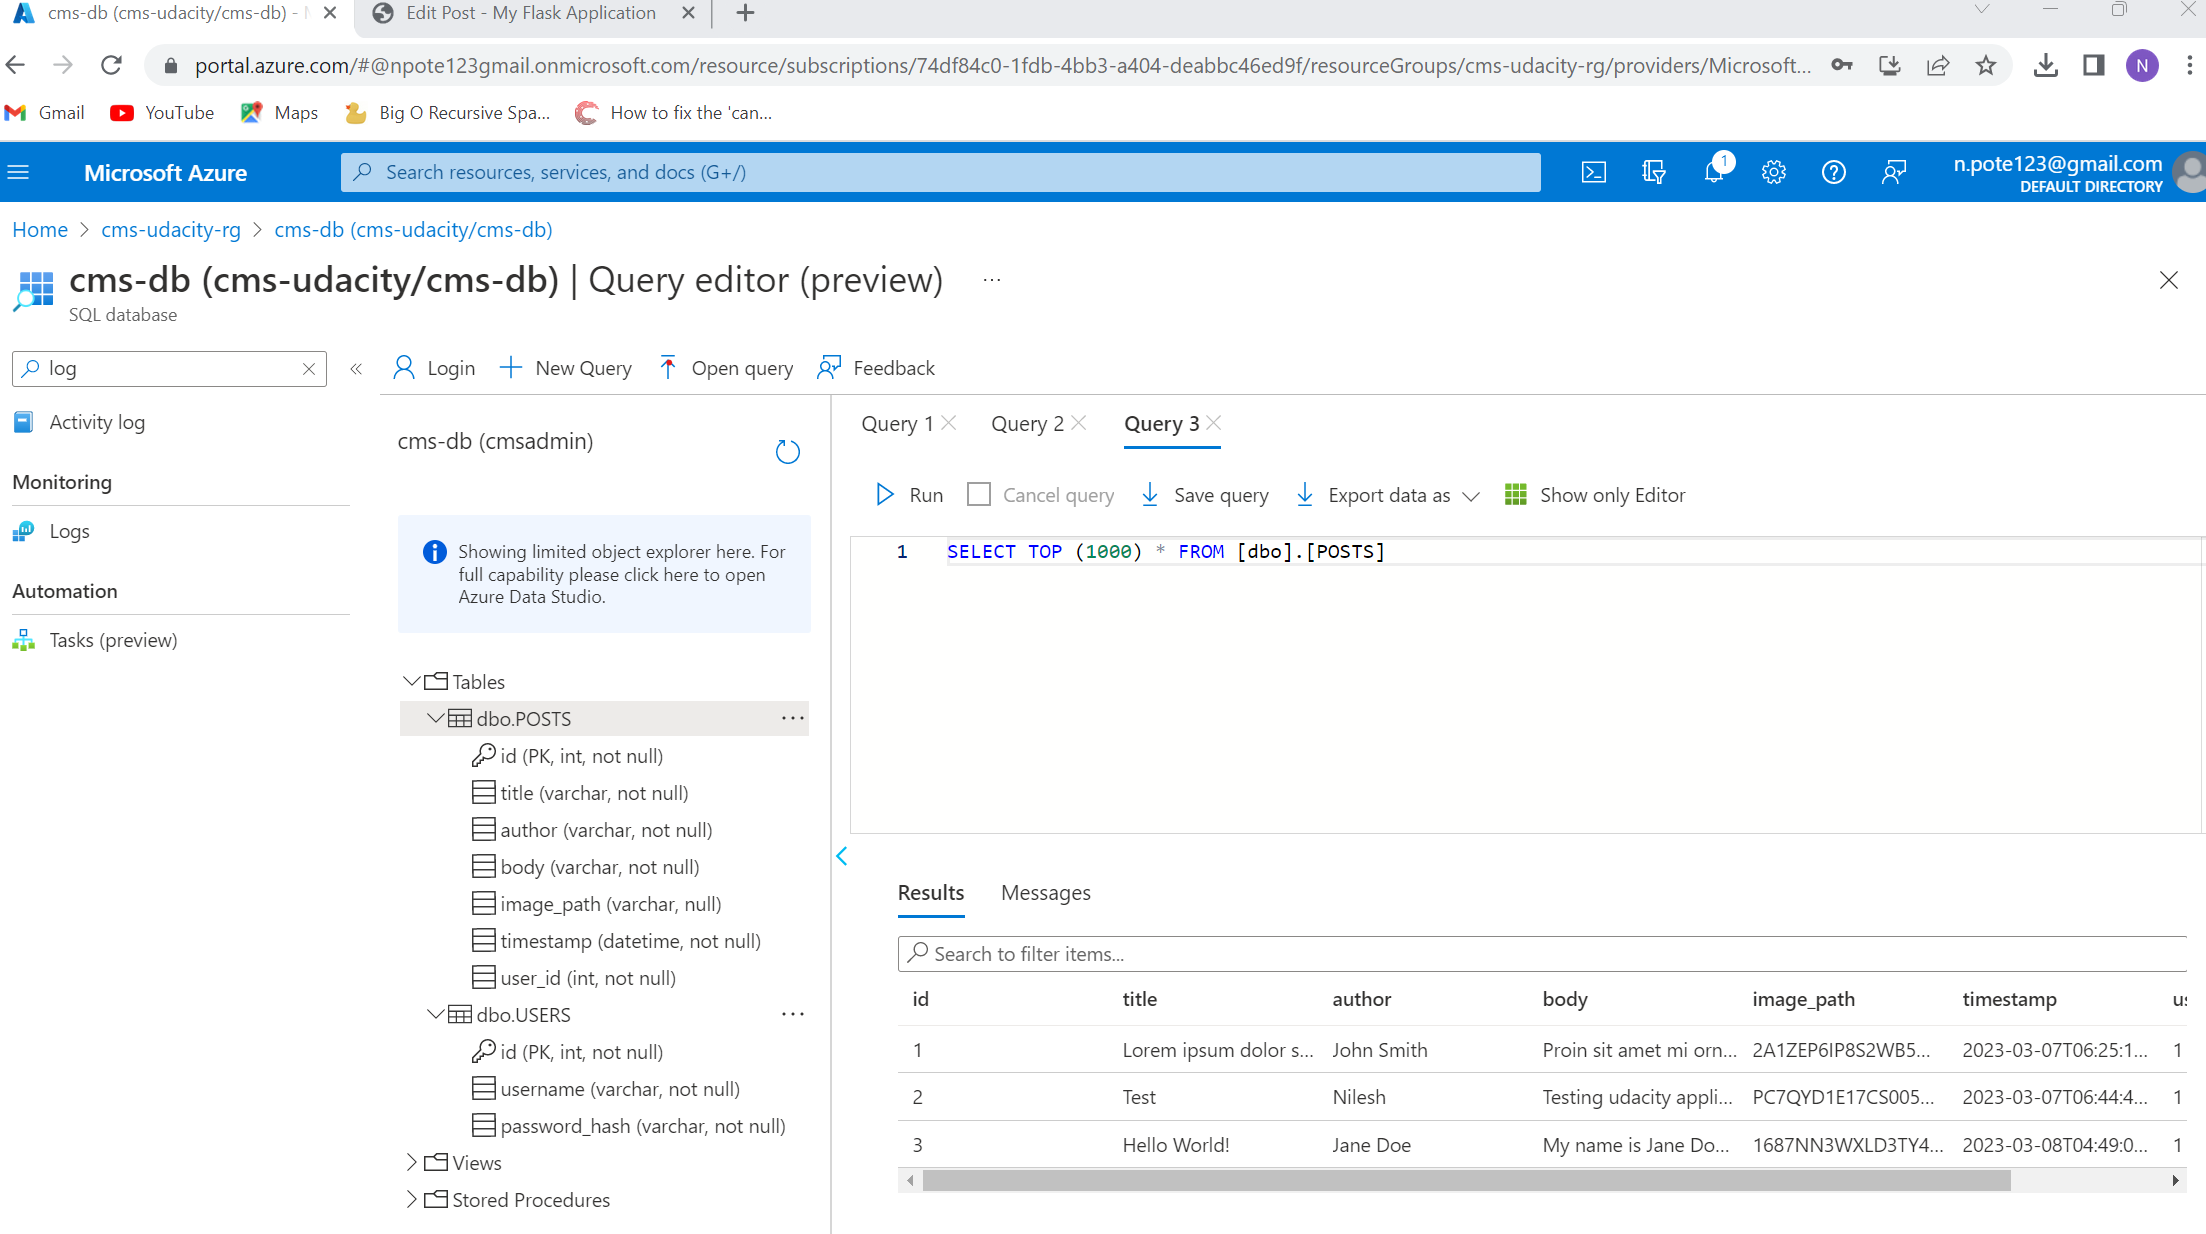 cms-db (cms-udacity/cms-db) -
Edit Post - My Flask Application
portal.azure.com/#@npote123gmail.onmicrosoft.com/resource/subscriptions/74df84c0-1fdb-4bb3-a404-deabbc46ed9f/resourceGroups/cms-udacity-rg/providers/Microsoft...
N
Gmail
YouTube
Maps
Big O Recursive Spa...
How to fix the 'can...
Microsoft Azure
Search resources, services, and docs (G+/)
1
n.pote123@gmail.com
DEFAULT DIRECTORY
Home > cms-udacity-rg > cms-db (cms-udacity/cms-db)
cms-db (cms-udacity/cms-db) | Query editor (preview) ...
SQL database
log
Activity log
Monitoring
Logs
Automation
Tasks (preview)
Login
New Query
Open query
Feedback
cms-db (cmsadmin)
Showing limited object explorer here. For
full capability please click here to open
Azure Data Studio.
Tables
dbo.POSTS ...
id (PK, int, not null)
title (varchar, not null)
author (varchar, not null)
body (varchar, not null)
image_path (varchar, null)
timestamp (datetime, not null)
user_id (int, not null)
dbo.USERS ...
id (PK, int, not null)
username (varchar, not null)
password_hash (varchar, not null)
Views
Stored Procedures
Query 1
Query 2
Query 3
Run
Cancel query
Save query
Export data as
Show only Editor
1 SELECT TOP (1000) * FROM [dbo].[POSTS]
Results
Messages
Search to filter items...
id title author body image_path timestamp us
1 Lorem ipsum dolor s... John Smith Proin sit amet mi orn... 2A1ZEP6IP8S2WB5... 2023-03-07T06:25:1... 1
2 Test Nilesh Testing udacity appli... PC7QYD1E17CS005... 2023-03-07T06:44:4... 1
3 Hello World! Jane Doe My name is Jane Do... 1687NN3WXLD3TY4... 2023-03-08T04:49:0... 1